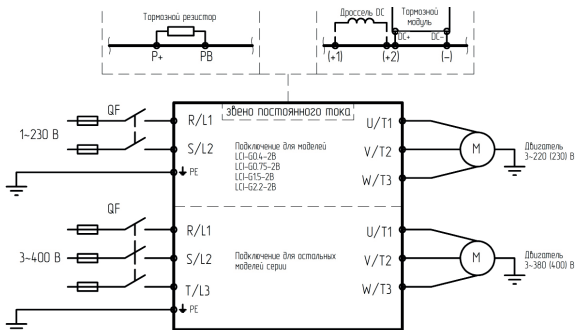 Тормозной резистор
P+ PB
Дроссель DC
Тормозной
модуль
DC+ DC-
(+1) (+2) (-)
звено постоянного тока
QF
1~230 В
R/L1
S/L2
PE
Подключение для моделей
LCI-G0.4-2B
LCI-G0.75-2B
LCI-G1.5-2B
LCI-G2.2-2B
U/T1
V/T2
W/T3
M
Двигатель
3~220 (230) В
QF
3~400 В
R/L1
S/L2
T/L3
PE
Подключение для остальных
моделей серии
U/T1
V/T2
W/T3
M
Двигатель
3~380 (400) В